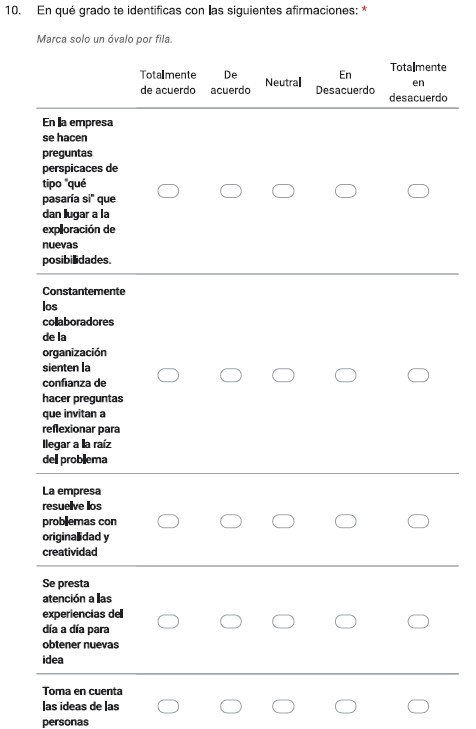 10. En qué grado te identificas con las siguientes afirmaciones: *
Marca solo un óvalo por fila.
Totalmente de acuerdo
De acuerdo
Neutral
En Desacuerdo
Totalmente en desacuerdo
En la empresa
se hacen
preguntas
perspicaces de
tipo "qué
pasaría si" que
dan lugar a la
exploración de
nuevas
posibilidades.
Constantemente
los
colaboradores
de la
organización
sienten la
confianza de
hacer preguntas
que invitan a
reflexionar para
llegar a la raíz
del problema
La empresa
resuelve los
problemas con
originalidad y
creatividad
Se presta
atención a las
experiencias del
día a día para
obtener nuevas
idea
Toma en cuenta
las ideas de las
personas